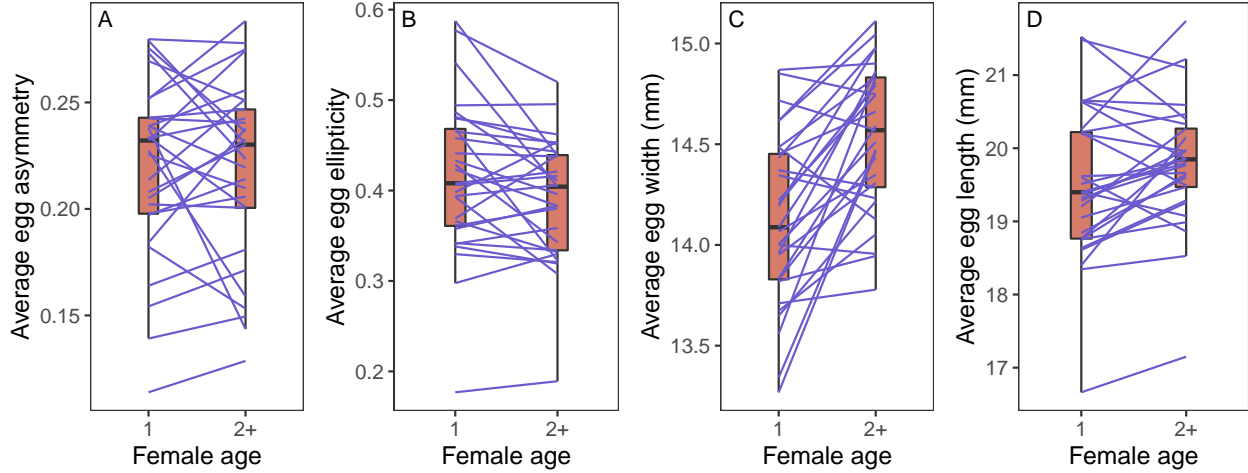 A
Average egg asymmetry
0.25
0.20
0.15
1
2+
Female age
B
Average egg ellipticity
0.6
0.5
0.4
0.3
0.2
1
2+
Female age
C
Average egg width (mm)
15.0
14.5
14.0
13.5
1
2+
Female age
D
Average egg length (mm)
21
20
19
18
17
1
2+
Female age